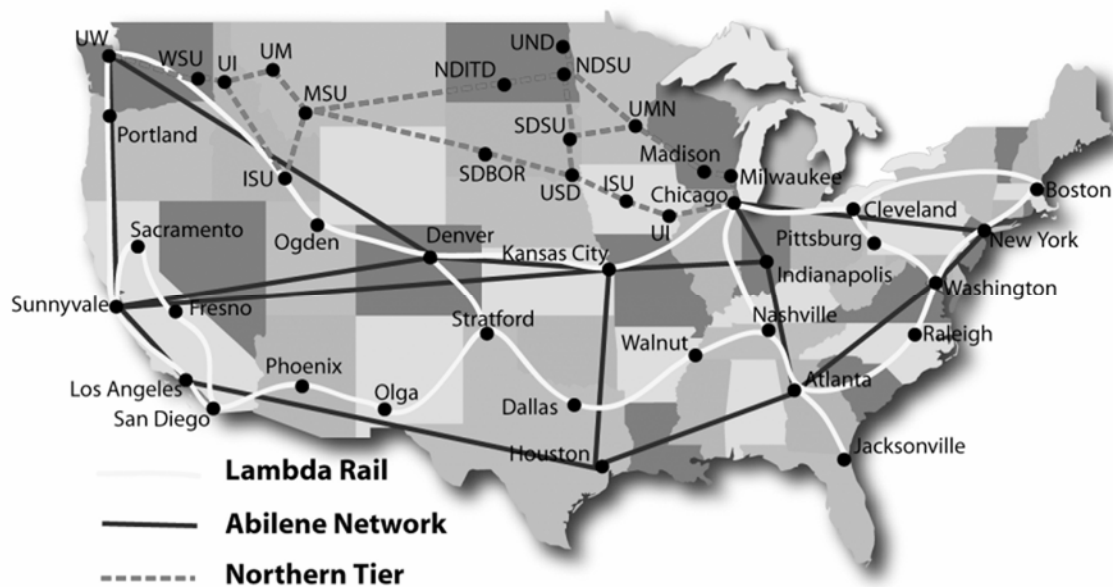 UW
WSU
UI
UM
MSU
NDITD
UND
NDSU
UMN
SDSU
Portland
ISU
SDBOR
USD
ISU
UI
Madison
Milwaukee
Chicago
Boston
Cleveland
Sacramento
Ogden
Denver
Kansas City
Pittsburg
New York
Indianapolis
Washington
Sunnyvale
Fresno
Stratford
Nashville
Walnut
Raleigh
Phoenix
Los Angeles
San Diego
Olga
Dallas
Atlanta
Houston
Jacksonville
Lambda Rail
Abilene Network
Northern Tier